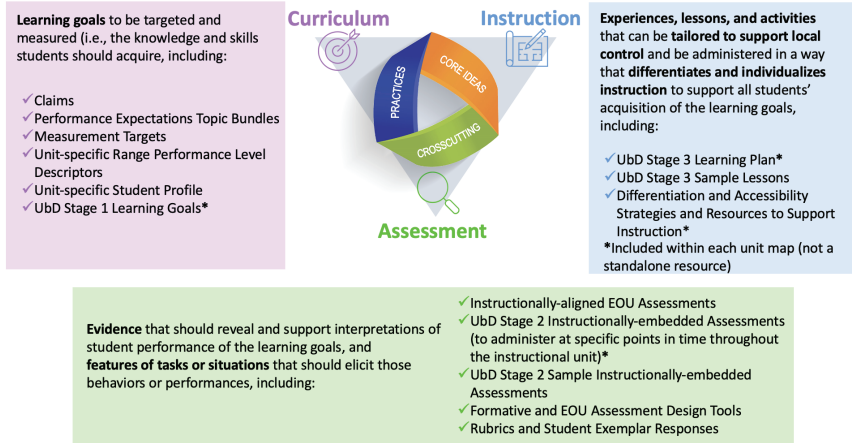 Learning goals to be targeted and
measured (i.e., the knowledge and skills
students should acquire, including:
✓Claims
✓Performance Expectations Topic Bundles
✓Measurement Targets
✓Unit-specific Range Performance Level
Descriptors
✓Unit-specific Student Profile
✓UbD Stage 1 Learning Goals*
Curriculum
Instruction
PRACTICES
CORE IDEAS
CROSSCUTTING
Assessment
Experiences, lessons, and activities
that can be tailored to support local
control and be administered in a way
that differentiates and individualizes
instruction to support all students’
acquisition of the learning goals,
including:
✓UbD Stage 3 Learning Plan*
✓UbD Stage 3 Sample Lessons
✓Differentiation and Accessibility
Strategies and Resources to Support
Instruction*
*Included within each unit map (not a
standalone resource)
Evidence that should reveal and support interpretations of
student performance of the learning goals, and
features of tasks or situations that should elicit those
behaviors or performances, including:
✓Instructionally-aligned EOU Assessments
✓UbD Stage 2 Instructionally-embedded Assessments
(to administer at specific points in time throughout
the instructional unit)*
✓UbD Stage 2 Sample Instructionally-embedded
Assessments
✓Formative and EOU Assessment Design Tools
✓Rubrics and Student Exemplar Responses